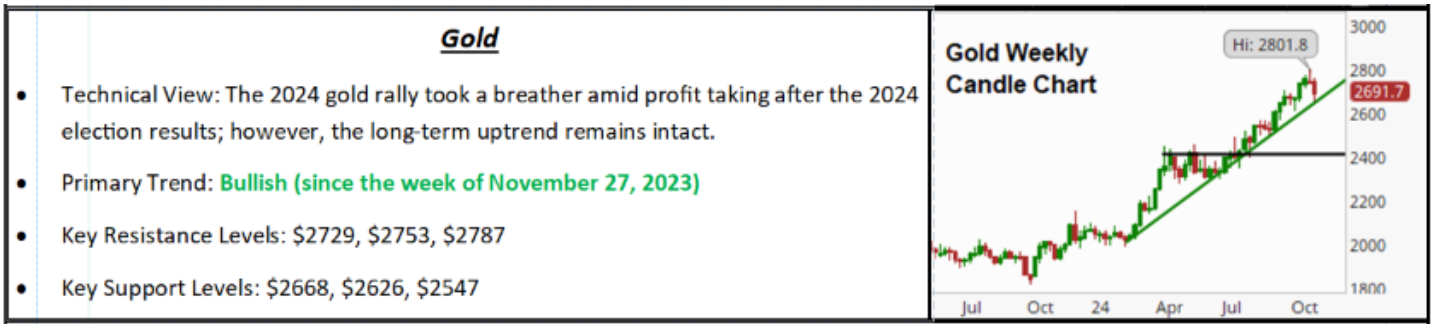 Gold
• Technical View: The 2024 gold rally took a breather amid profit taking after the 2024
election results; however, the long-term uptrend remains intact.
• Primary Trend: Bullish (since the week of November 27, 2023)
• Key Resistance Levels: $2729, $2753, $2787
• Key Support Levels: $2668, $2626, $2547
Gold Weekly
Candle Chart
Hi: 2801.8
3000
2800
2691.7
2600
2400
2200
2000
1800
Jul Oct 24 Apr Jul Oct